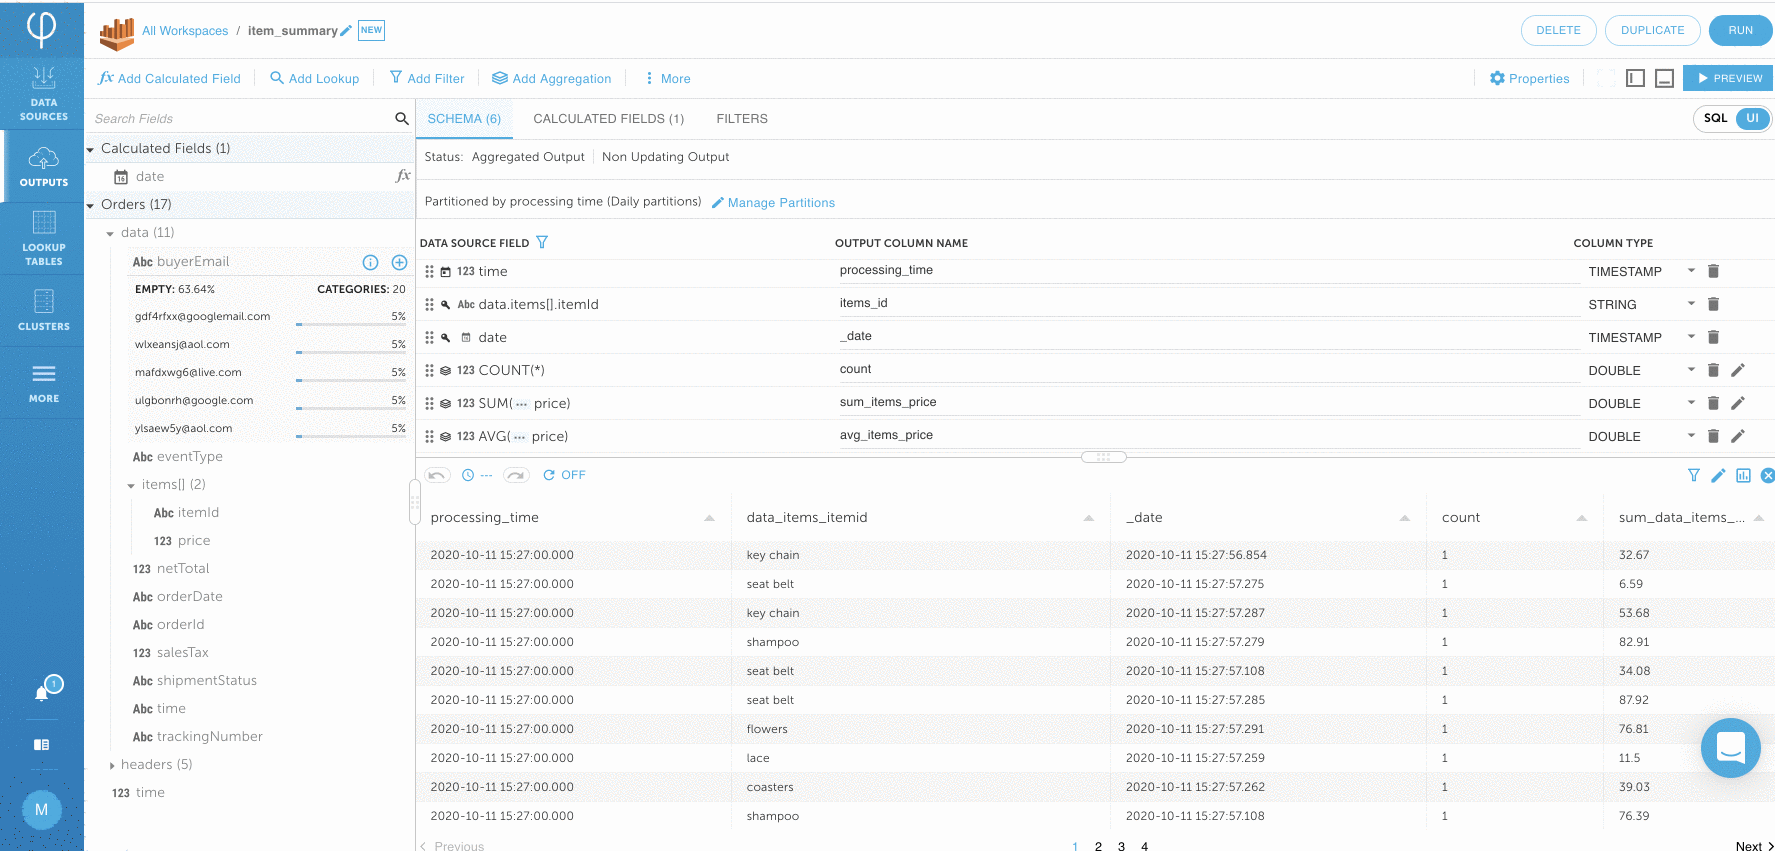 All Workspaces / item_summary NEW
DELETE DUPLICATE RUN
fx Add Calculated Field Add Lookup Add Filter Add Aggregation More Properties PREVIEW
DATA SOURCES
OUTPUTS
LOOKUP TABLES
CLUSTERS
MORE
1
M
Search Fields
Calculated Fields (1)
16 date fx
Orders (17)
data (11)
Abc buyerEmail
EMPTY: 63.64% CATEGORIES: 20
gdf4rfxx@googlemail.com 5%
wlxeansj@aol.com 5%
mafdxwg6@live.com 5%
ulgbonrh@google.com 5%
ylsaew5y@aol.com 5%
Abc eventType
items[] (2)
Abc itemId
123 price
123 netTotal
Abc orderDate
Abc orderId
123 salesTax
Abc shipmentStatus
Abc time
Abc trackingNumber
headers (5)
123 time
SCHEMA (6) CALCULATED FIELDS (1) FILTERS SQL UI
Status: Aggregated Output Non Updating Output
Partitioned by processing time (Daily partitions) Manage Partitions
DATA SOURCE FIELD OUTPUT COLUMN NAME COLUMN TYPE
123 time processing_time TIMESTAMP
Abc data.items[].itemId items_id STRING
date _date TIMESTAMP
123 COUNT(*) count DOUBLE
123 SUM(··· price) sum_items_price DOUBLE
123 AVG(··· price) avg_items_price DOUBLE
--- OFF
processing_time data_items_itemid _date count sum_data_items_...
2020-10-11 15:27:00.000 key chain 2020-10-11 15:27:56.854 1 32.67
2020-10-11 15:27:00.000 seat belt 2020-10-11 15:27:57.275 1 6.59
2020-10-11 15:27:00.000 key chain 2020-10-11 15:27:57.287 1 53.68
2020-10-11 15:27:00.000 shampoo 2020-10-11 15:27:57.279 1 82.91
2020-10-11 15:27:00.000 seat belt 2020-10-11 15:27:57.108 1 34.08
2020-10-11 15:27:00.000 seat belt 2020-10-11 15:27:57.285 1 87.92
2020-10-11 15:27:00.000 flowers 2020-10-11 15:27:57.291 1 76.81
2020-10-11 15:27:00.000 lace 2020-10-11 15:27:57.259 1 11.5
2020-10-11 15:27:00.000 coasters 2020-10-11 15:27:57.262 1 39.03
2020-10-11 15:27:00.000 shampoo 2020-10-11 15:27:57.108 1 76.39
Previous 1 2 3 4 Next